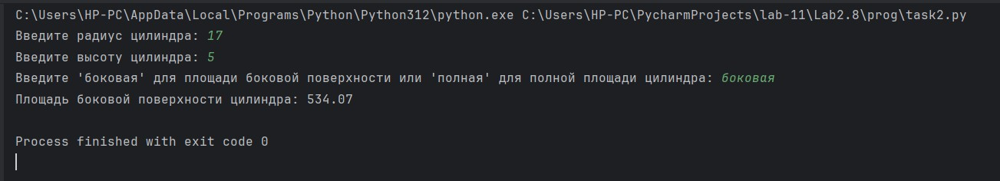 C:\Users\HP-PC\AppData\Local\Programs\Python\Python312\python.exe C:\Users\HP-PC\PycharmProjects\lab-11\Lab2.8\prog\task2.py
Введите радиус цилиндра: 17
Введите высоту цилиндра: 5
Введите 'боковая' для площади боковой поверхности или 'полная' для полной площади цилиндра: боковая
Площадь боковой поверхности цилиндра: 534.07
Process finished with exit code 0